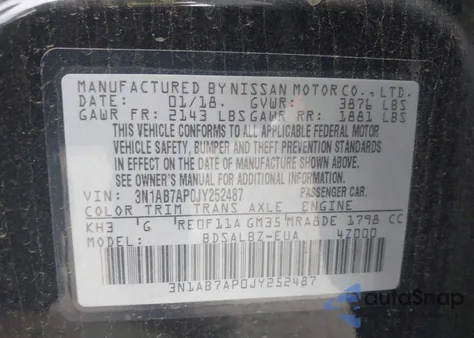 MANUFACTURED BY NISSAN MOTOR CO., LTD.
DATE: 01/18. GVWR: 3876 LBS
GAWR FR: 2143 LBS GAWR RR: 1881 LBS
THIS VEHICLE CONFORMS TO ALL APPLICABLE FEDERAL MOTOR
VEHICLE SAFETY, BUMPER AND THEFT PREVENTION STANDARDS
IN EFFECT ON THE DATE OF MANUFACTURE SHOWN ABOVE.
SEE OWNER'S MANUAL FOR ADDITIONAL INFORMATION.
VIN: 3N1AB7AP0JY252487 PASSENGER CAR.
COLOR TRIM TRANS AXLE ENGINE
KH3 G RE0F11A GM35 MRA8DE 1798 CC
MODEL: BDSALBZ-EUA 4Z000
3N1AB7AP0JY252487
autoSnap